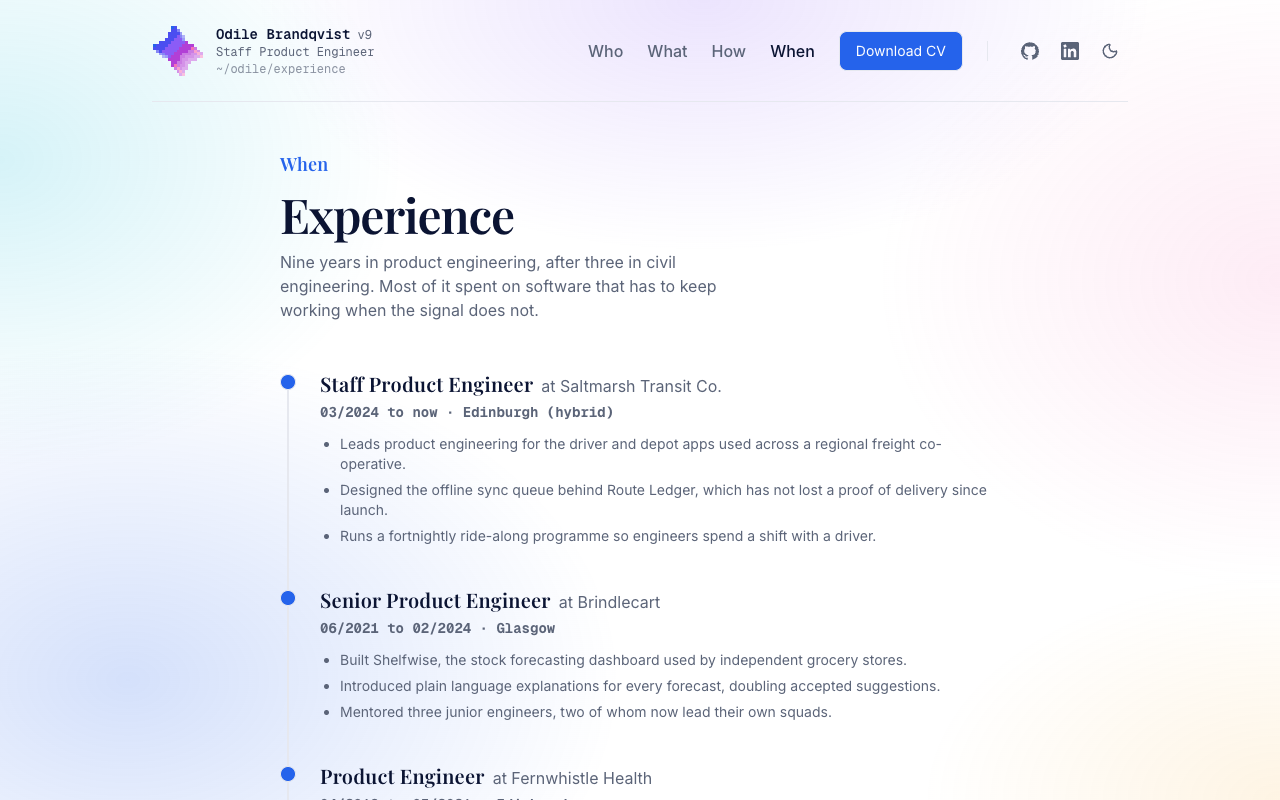 Odile Brandqvist v9
Staff Product Engineer
~/odile/experience
Who What How When Download CV
When
Experience
Nine years in product engineering, after three in civil
engineering. Most of it spent on software that has to keep
working when the signal does not.
Staff Product Engineer at Saltmarsh Transit Co.
03/2024 to now · Edinburgh (hybrid)
• Leads product engineering for the driver and depot apps used across a regional freight co-
operative.
• Designed the offline sync queue behind Route Ledger, which has not lost a proof of delivery since
launch.
• Runs a fortnightly ride-along programme so engineers spend a shift with a driver.
Senior Product Engineer at Brindlecart
06/2021 to 02/2024 · Glasgow
• Built Shelfwise, the stock forecasting dashboard used by independent grocery stores.
• Introduced plain language explanations for every forecast, doubling accepted suggestions.
• Mentored three junior engineers, two of whom now lead their own squads.
Product Engineer at Fernwhistle Health